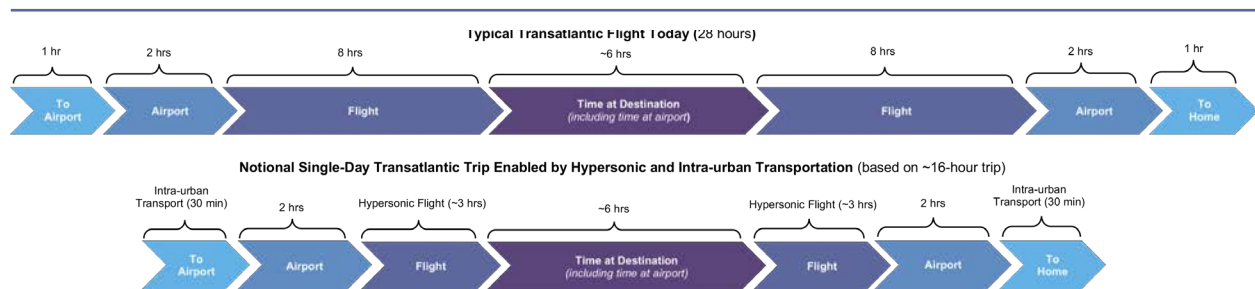 Typical Transatlantic Flight Today (28 hours)
1 hr
2 hrs
8 hrs
~6 hrs
8 hrs
2 hrs
1 hr
To
Airport
Airport
Flight
Time at Destination
(including time at airport)
Flight
Airport
To
Home
Notional Single-Day Transatlantic Trip Enabled by Hypersonic and Intra-urban Transportation (based on ~16-hour trip)
Intra-urban
Transport (30 min)
2 hrs
Hypersonic Flight (~3 hrs)
~6 hrs
Hypersonic Flight (~3 hrs)
2 hrs
Intra-urban
Transport (30 min)
To
Airport
Airport
Flight
Time at Destination
(including time at airport)
Flight
Airport
To
Home